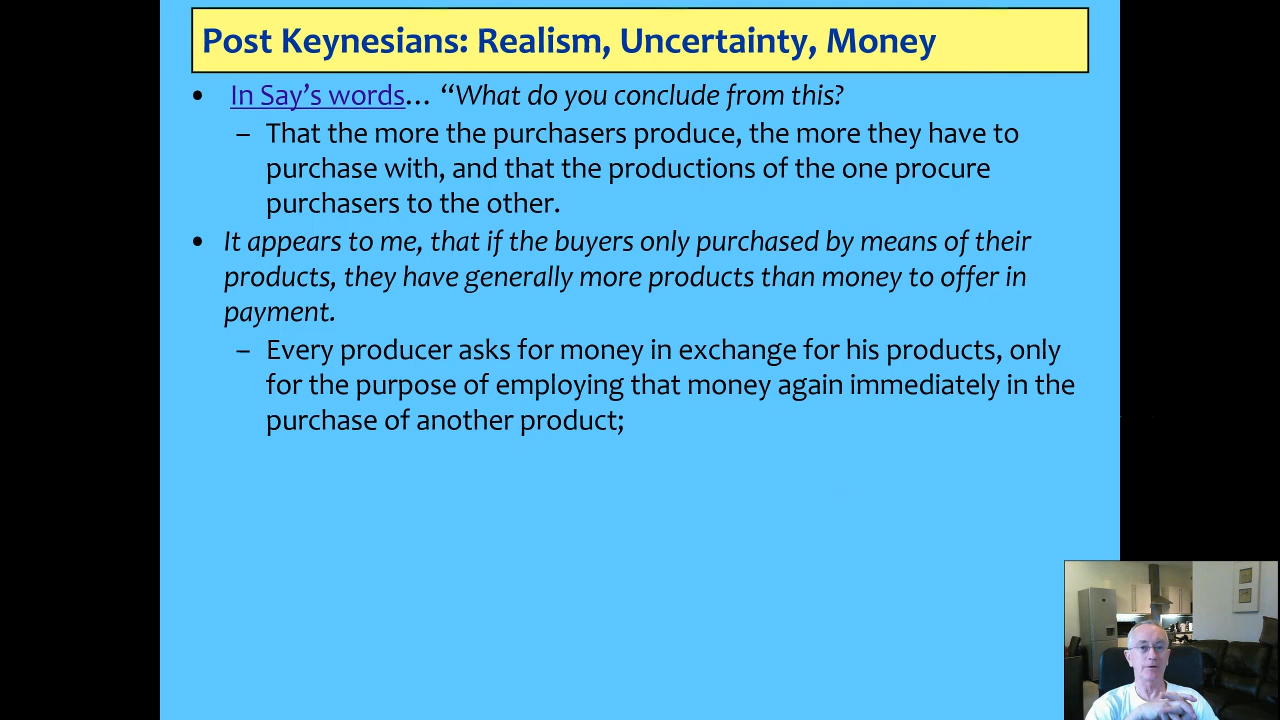 Post Keynesians: Realism, Uncertainty, Money
• In Say’s words… “What do you conclude from this?
– That the more the purchasers produce, the more they have to
purchase with, and that the productions of the one procure
purchasers to the other.
• It appears to me, that if the buyers only purchased by means of their
products, they have generally more products than money to offer in
payment.
– Every producer asks for money in exchange for his products, only
for the purpose of employing that money again immediately in the
purchase of another product;